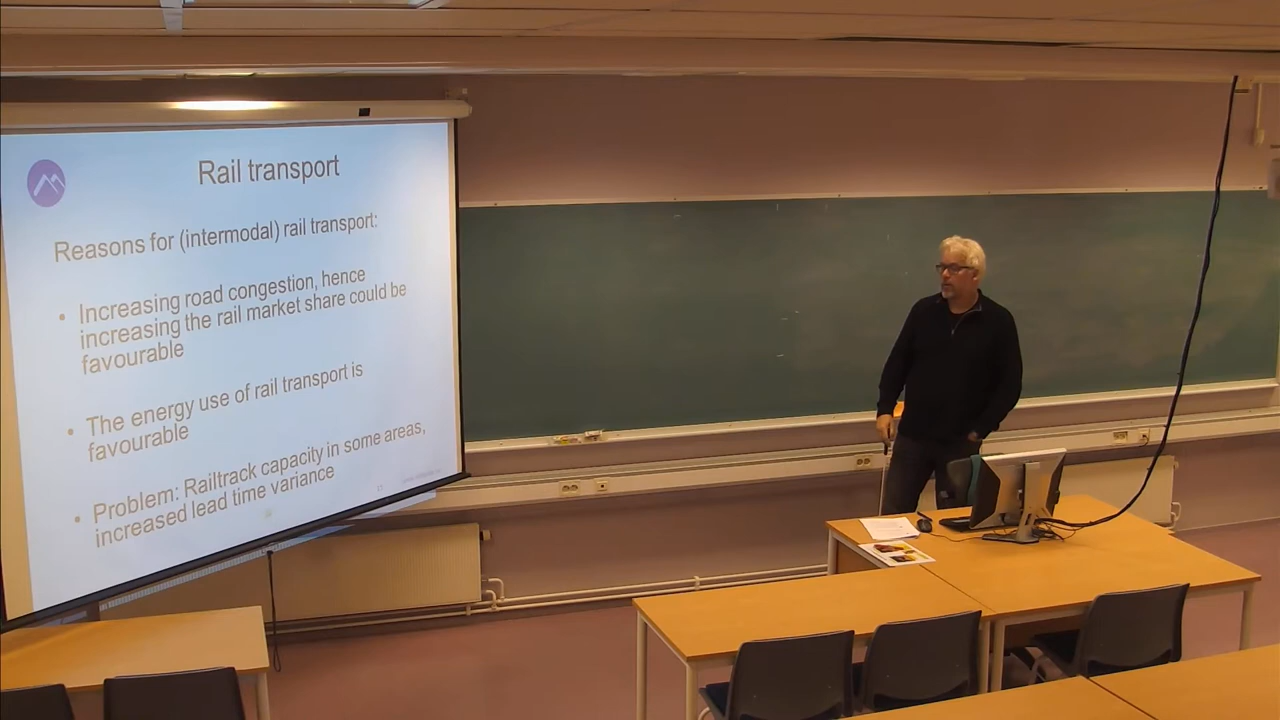 Rail transport
Reasons for (intermodal) rail transport:
• Increasing road congestion, hence
increasing the rail market share could be
favourable
• The energy use of rail transport is
favourable
• Problem: Railtrack capacity in some areas,
increased lead time variance